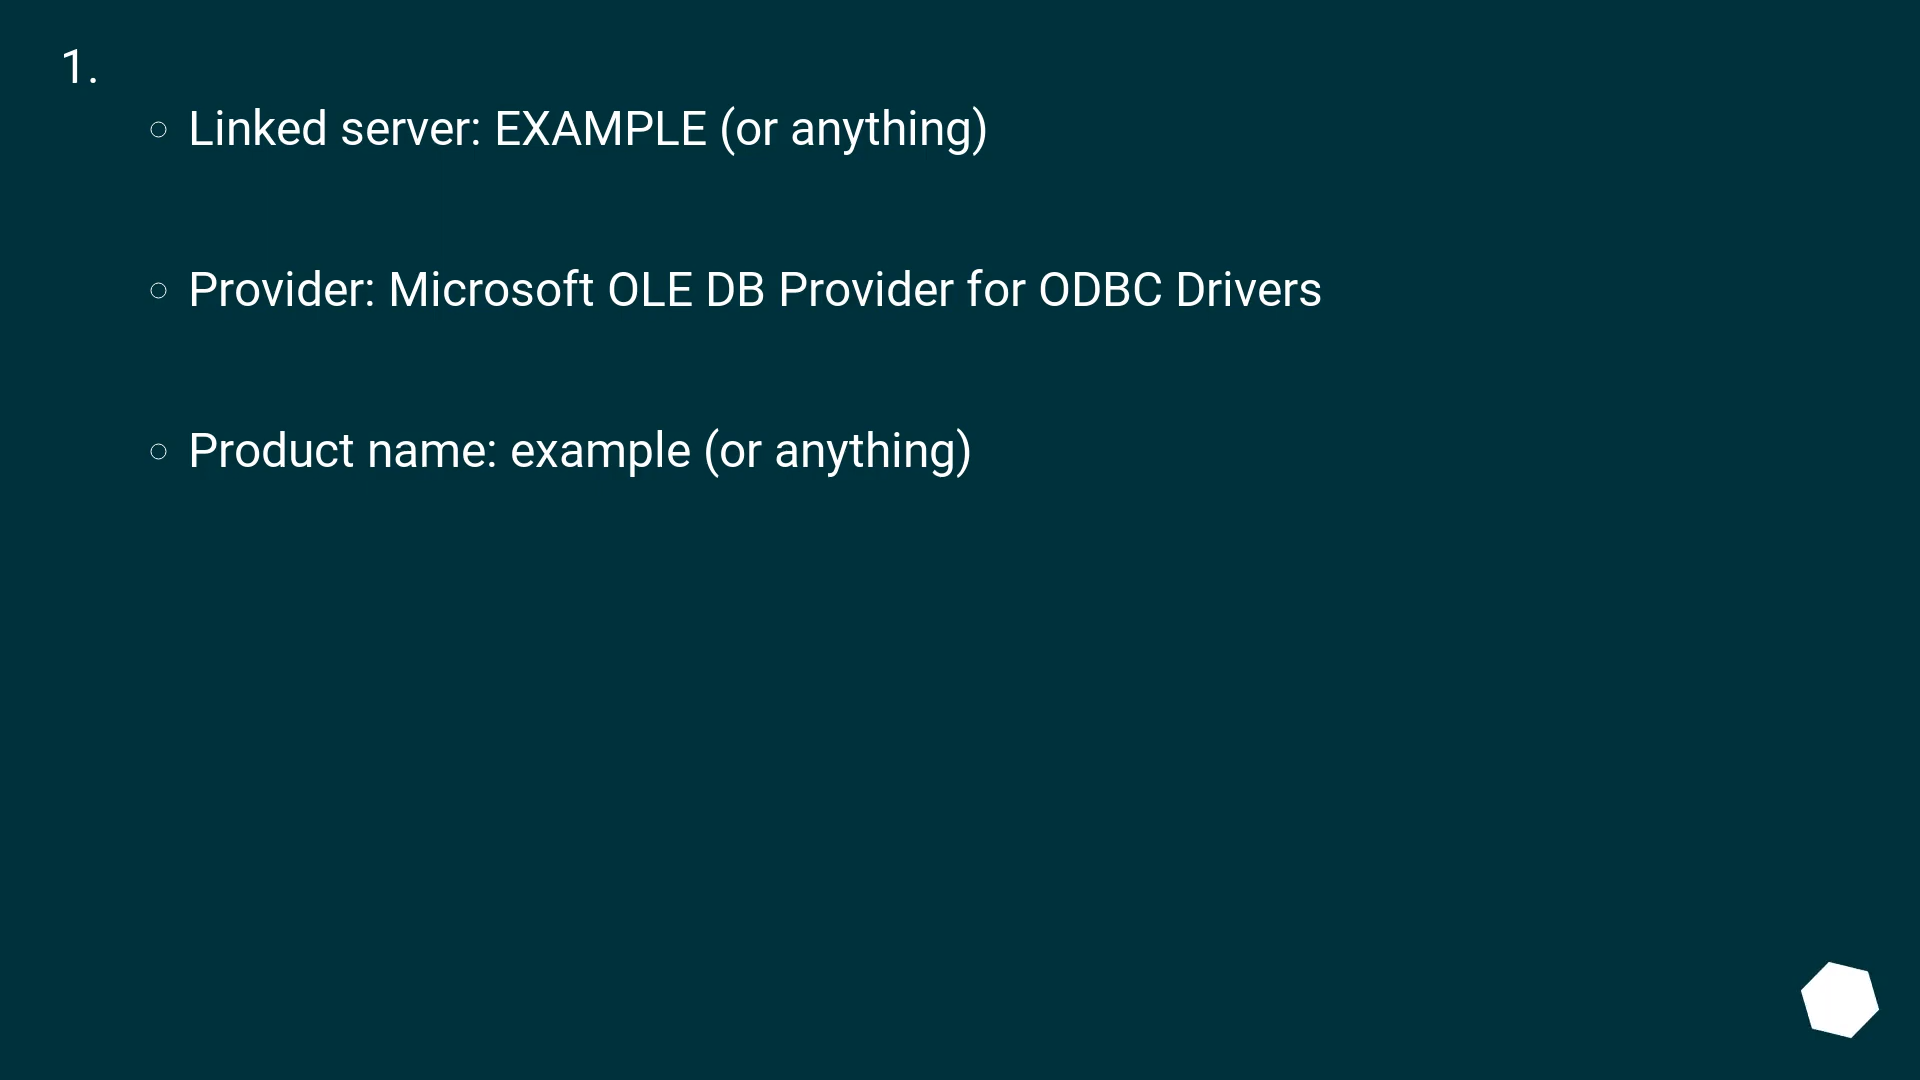 1.
Linked server: EXAMPLE (or anything)
Provider: Microsoft OLE DB Provider for ODBC Drivers
Product name: example (or anything)